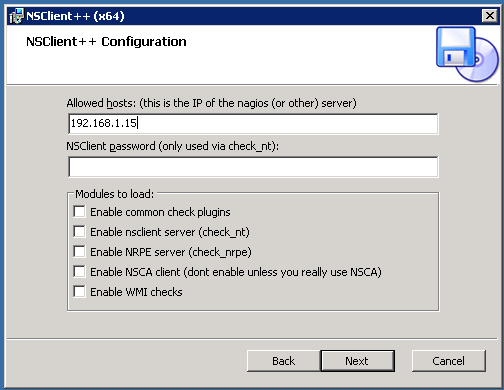 NSClient++ (x64)
NSClient++ Configuration
Allowed hosts: (this is the IP of the nagios (or other) server)
192.168.1.15
NSClient password (only used via check_nt):
Modules to load:
Enable common check plugins
Enable nsclient server (check_nt)
Enable NRPE server (check_nrpe)
Enable NSCA client (dont enable unless you really use NSCA)
Enable WMI checks
Back Next Cancel